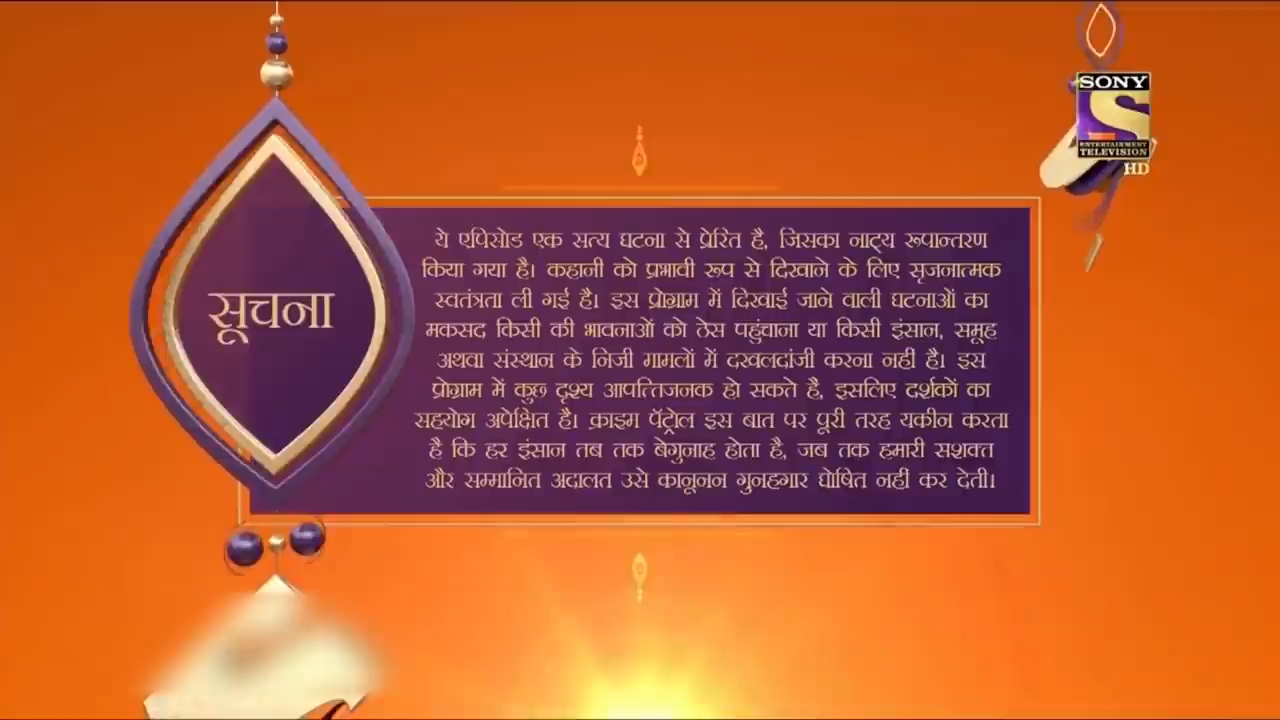 सूचना
ये एपिसोड एक सत्य घटना से प्रेरित है, जिसका नाट्य रूपान्तरण
किया गया है। कहानी को प्रभावी रूप से दिखाने के लिए सृजनात्मक
स्वतंत्रता ली गई है। इस प्रोग्राम में दिखाई जाने वाली घटनाओं का
मकसद किसी की भावनाओं को ठेस पहुंचाना या किसी इंसान, समूह
अथवा संस्थान के निजी मामलों में दखलदांजी करना नहीं है। इस
प्रोग्राम में कुछ दृश्य आपत्तिजनक हो सकते है, इसलिए दर्शकों का
सहयोग अपेक्षित है। क्राइम पॅट्रोल इस बात पर पूरी तरह यकीन करता
है कि हर इंसान तब तक बेगुनाह होता है, जब तक हमारी सशक्त
और सम्मानित अदालत उसे कानूनन गुनहगार घोषित नहीं कर देती।
SONY
ENTERTAINMENT
TELEVISION
HD